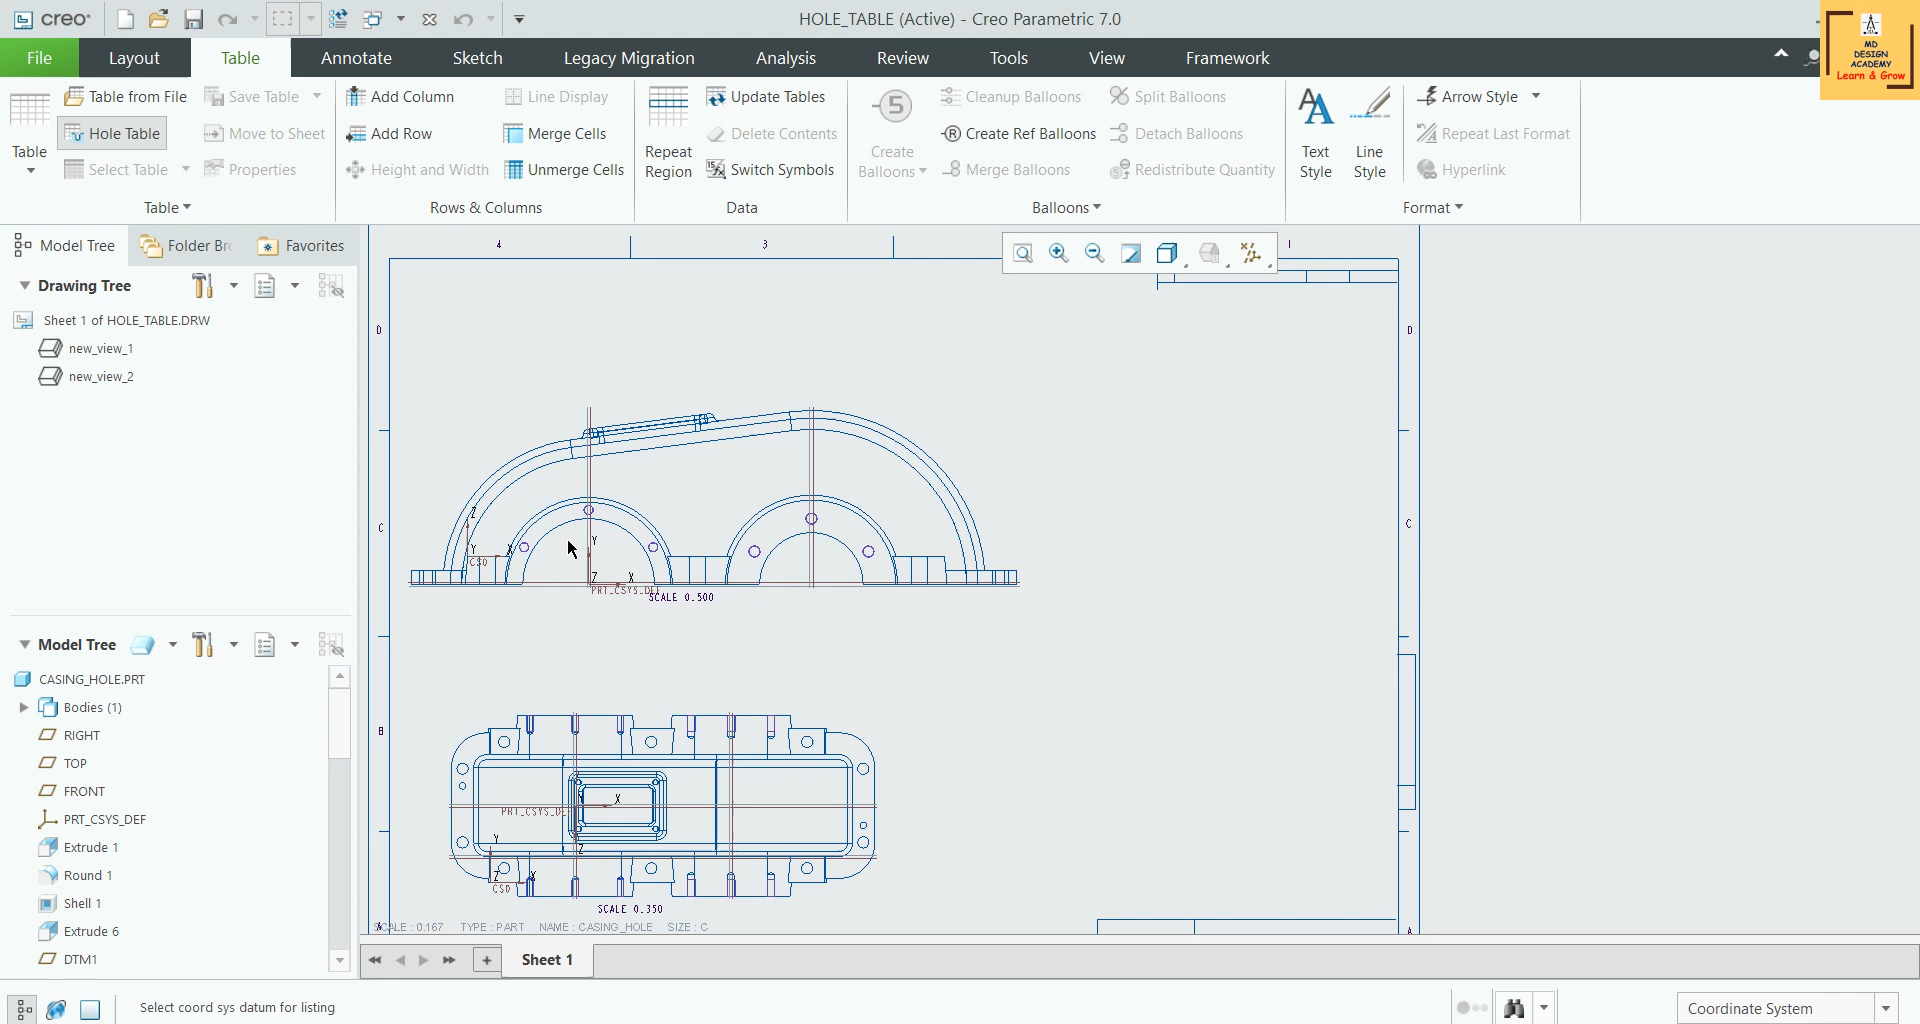 creo
HOLE_TABLE (Active) - Creo Parametric 7.0
MD
DESIGN
ACADEMY
Learn & Grow
File
Layout
Table
Annotate
Sketch
Legacy Migration
Analysis
Review
Tools
View
Framework
Table from File
Save Table
Hole Table
Move to Sheet
Table
Select Table
Properties
Table
Add Column
Line Display
Add Row
Merge Cells
Height and Width
Unmerge Cells
Rows & Columns
Repeat
Region
Update Tables
Delete Contents
Switch Symbols
Data
5
Create
Balloons
Cleanup Balloons
Split Balloons
Create Ref Balloons
Detach Balloons
Merge Balloons
Redistribute Quantity
Balloons
Text
Style
Line
Style
Arrow Style
Repeat Last Format
Hyperlink
Format
Model Tree
Folder Br
Favorites
Drawing Tree
Sheet 1 of HOLE_TABLE.DRW
new_view_1
new_view_2
Model Tree
CASING_HOLE.PRT
Bodies (1)
RIGHT
TOP
FRONT
PRT_CSYS_DEF
Extrude 1
Round 1
Shell 1
Extrude 6
DTM1
4
3
1
D
D
C
C
B
A
A
Z
Y
X
CS0
Y
Z
X
PRT_CSYS_DEF
SCALE 0.500
X
PRT_CSYS_DE
Z
Y
Z
X
CS0
SCALE 0.350
SCALE : 0.167 TYPE : PART NAME : CASING_HOLE SIZE : C
Sheet 1
Select coord sys datum for listing
Coordinate System